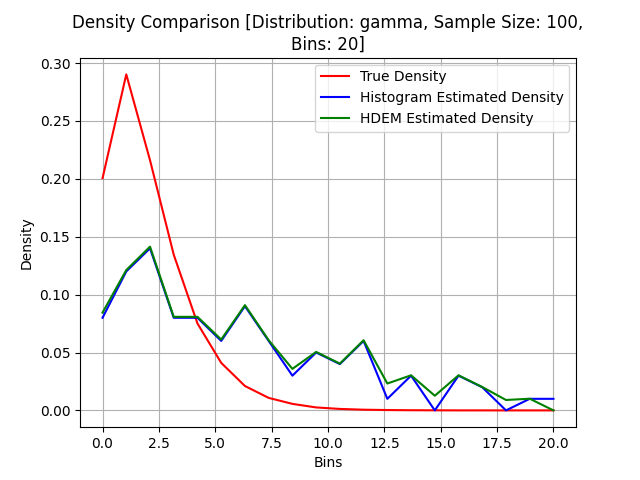 Density Comparison [Distribution: gamma, Sample Size: 100,
Bins: 20]
True Density
Histogram Estimated Density
HDEM Estimated Density
Density
0.30
0.25
0.20
0.15
0.10
0.05
0.00
0.0 2.5 5.0 7.5 10.0 12.5 15.0 17.5 20.0
Bins